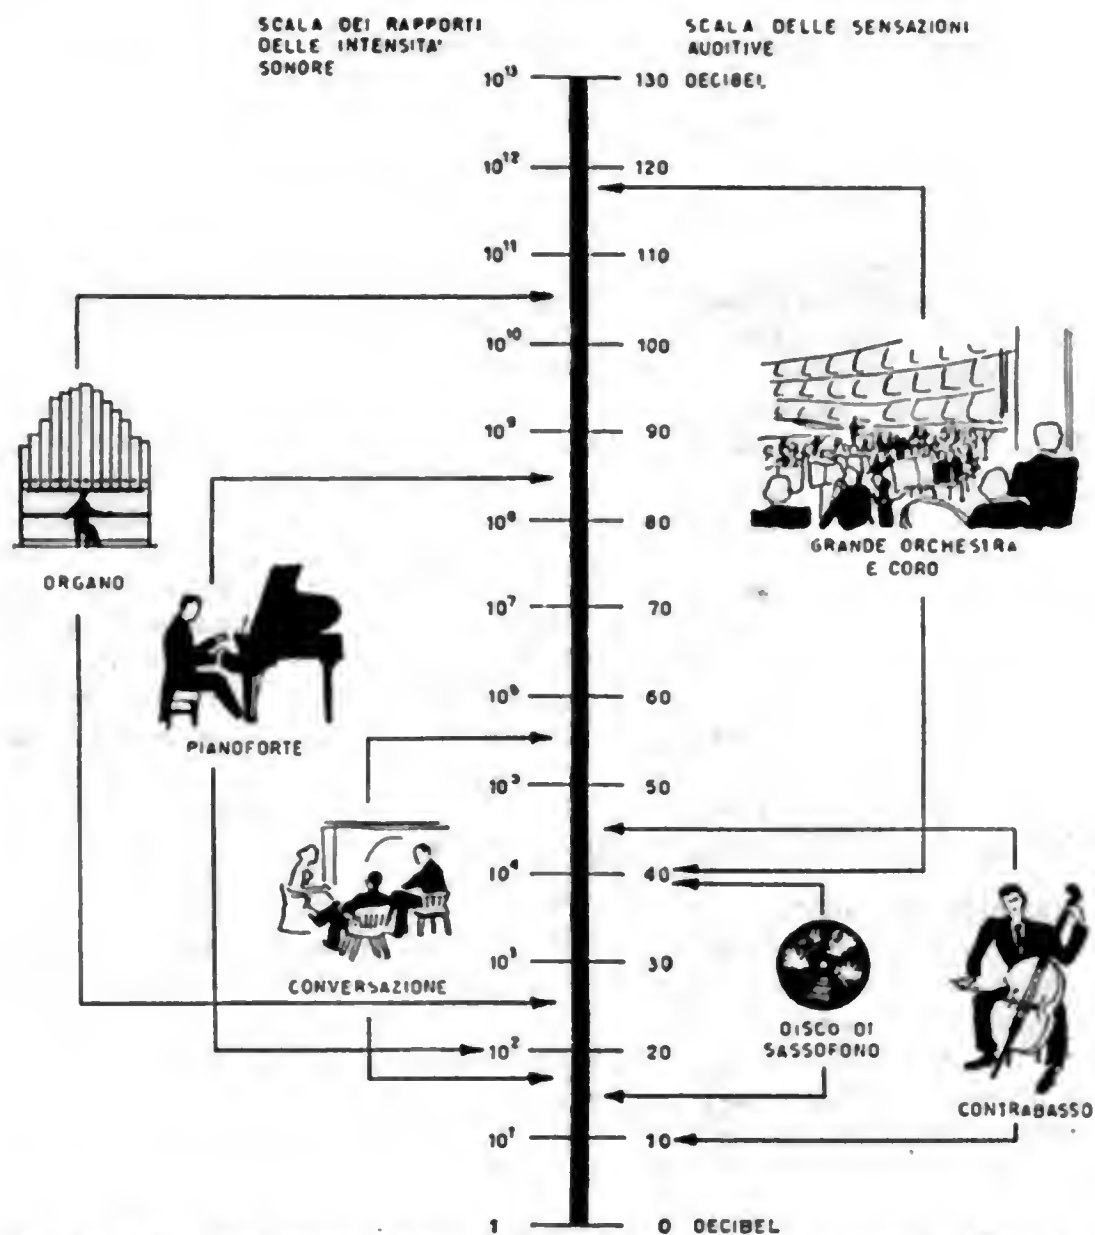 SCALA DEI RAPPORTI
DELLE INTENSITA'
SONORE
SCALA DELLE SENSAZIONI
AUDITIVE
10¹³ 130 DECIBEL
10¹² 120
10¹¹ 110
10¹⁰ 100
10⁹ 90
10⁸ 80
GRANDE ORCHESTRA
E CORO
ORGANO
10⁷ 70
10⁶ 60
PIANOFORTE
10⁵ 50
10⁴ 40
10³ 30
CONVERSAZIONE
DISCO DI
SASSOFONO
10² 20
CONTRABASSO
10¹ 10
1 0 DECIBEL